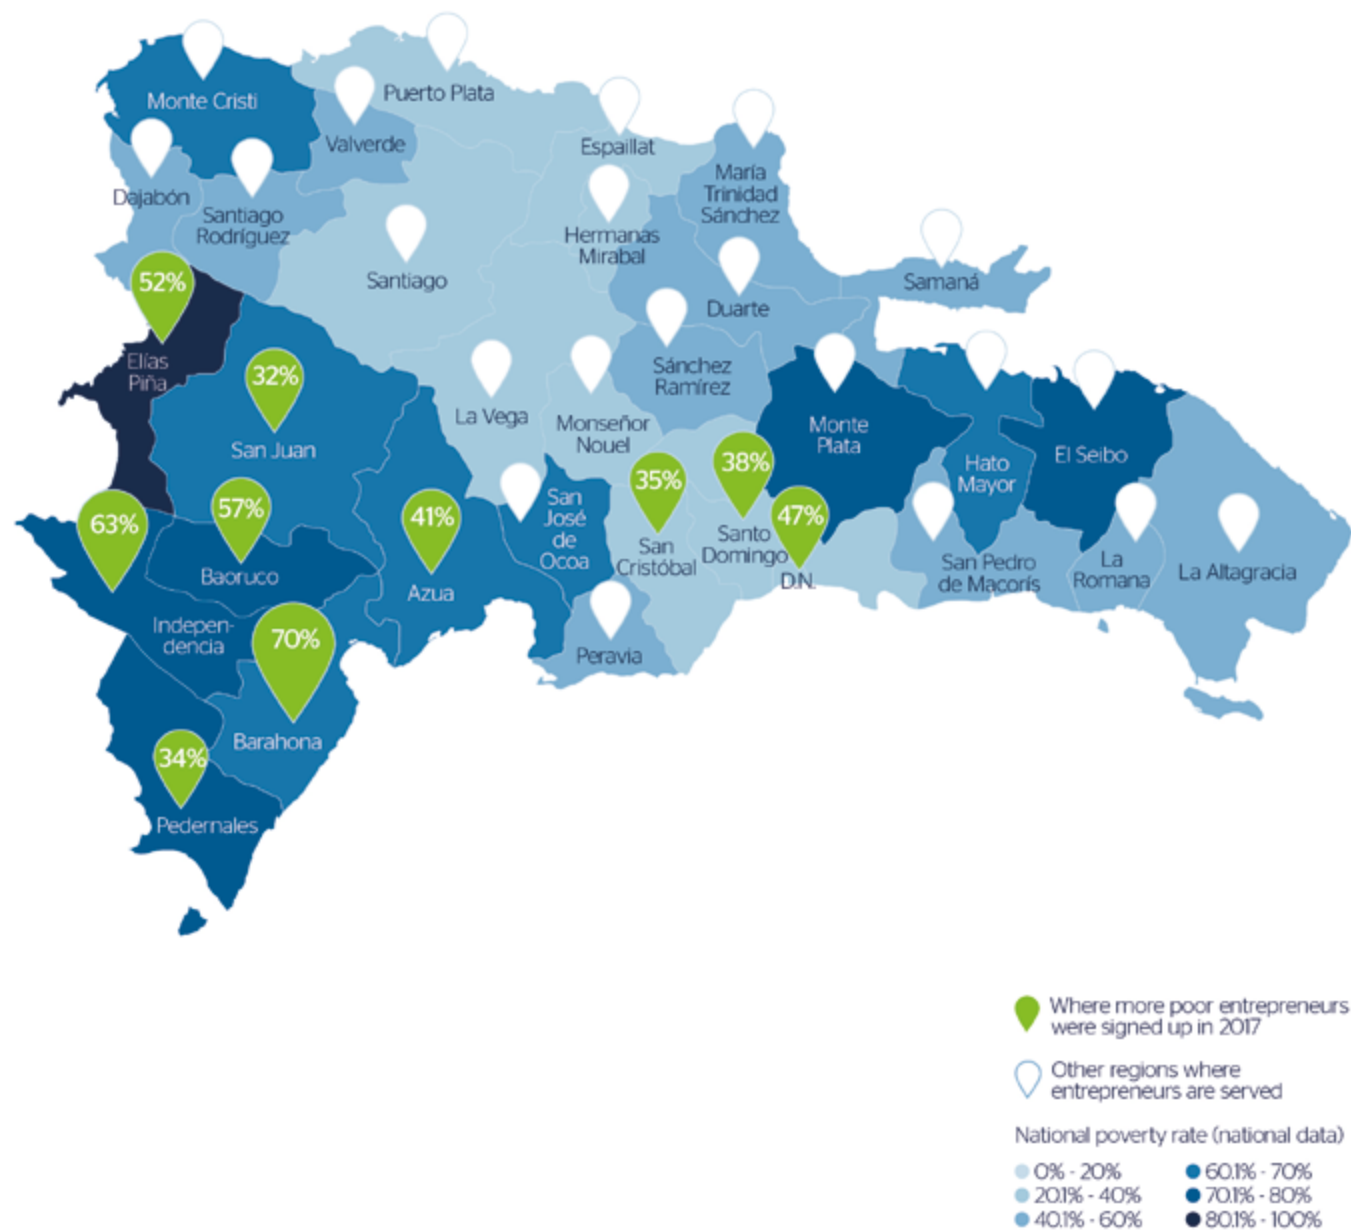 Monte Cristi
Puerto Plata
Valverde
Espaillat
María
Trinidad
Sánchez
Dajabón
Santiago
Rodríguez
Hermanas
Mirabal
Santiago
Samaná
52%
Duarte
Elías
Piña
32%
Sánchez
Ramírez
La Vega
Monseñor
Nouel
Monte
Plata
San Juan
El Seibo
Hato
Mayor
38%
35%
63%
57%
41%
San
José
de
Ocoa
47%
Santo
Domingo
San
Cristóbal
D.N.
San Pedro
de Macorís
La
Romana
La Altagracia
Baoruco
Azua
Indepen-
dencia
70%
Peravia
Barahona
34%
Pedernales
Where more poor entrepreneurs
were signed up in 2017
Other regions where
entrepreneurs are served
National poverty rate (national data)
0% - 20%
20.1% - 40%
40.1% - 60%
60.1% - 70%
70.1% - 80%
80.1% - 100%